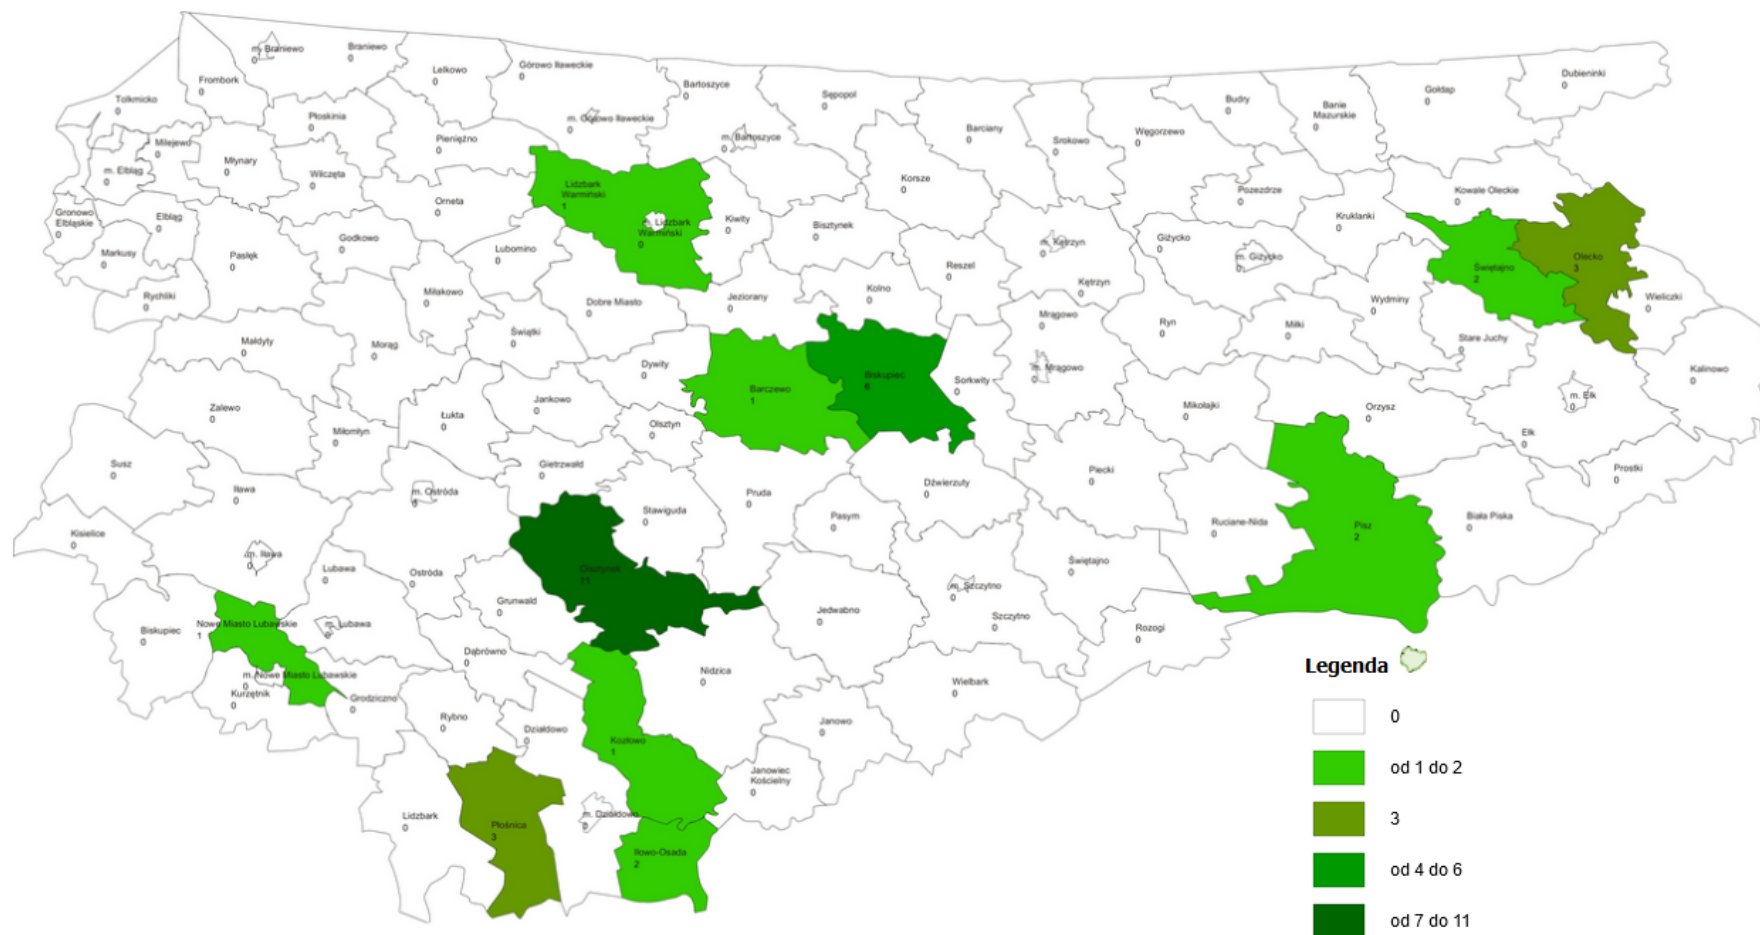 m. Braniewo
0
Braniewo
0
Lelkowo
0
Górowo Iławeckie
0
Bartoszyce
0
Sępopol
0
Budry
0
Banie
Mazurskie
0
Gołdap
0
Dubieninki
0
Frombork
0
Tolkmicko
0
Płoskinia
0
Pieniężno
0
m. Górowo Iławeckie
0
m. Bartoszyce
0
Barciany
0
Srokowo
0
Węgorzewo
0
Milejewo
0
m. Elbląg
0
Młynary
0
Wilczęta
0
Orneta
0
Lidzbark
Warmiński
1
m. Lidzbark
Warmiński
0
Kiwity
0
Korsze
0
Bisztynek
0
Pozezdrze
0
Kruklanki
0
Kowale Oleckie
0
Gronowo
Elbląskie
0
Elbląg
0
Markusy
0
Pasłęk
0
Godkowo
0
Lubomino
0
Reszel
0
m. Kętrzyn
0
Kętrzyn
0
Giżycko
0
m. Giżycko
0
Świętajno
2
Olecko
3
Wieliczki
0
Rychliki
0
Miłakowo
0
Dobre Miasto
0
Jeziorany
0
Kolno
0
Mrągowo
0
Ryn
0
Miłki
0
Wydminy
0
Stare Juchy
0
Małdyty
0
Morąg
0
Świątki
0
Dywity
0
Barczewo
1
Biskupiec
6
Sorkwity
0
m. Mrągowo
0
Mikołajki
0
Orzysz
0
m. Ełk
0
Kalinowo
0
Zalewo
0
Miłomłyn
0
Łukta
0
Jankowo
0
Olsztyn
0
Ełk
0
Prostki
0
Susz
0
Iława
0
m. Ostróda
0
Gietrzwałd
0
Stawiguda
0
Pruda
0
Pasym
0
Dźwierzuty
0
Piecki
0
Ruciane-Nida
0
Pisz
2
Biała Piska
0
Kisielice
0
m. Iława
0
Lubawa
0
Ostróda
0
Olsztynek
11
Grunwald
0
Jedwabno
0
m. Szczytno
0
Szczytno
0
Świętajno
0
Rozogi
0
Biskupiec
0
Nowe Miasto Lubawskie
1
m. Lubawa
0
Dąbrówno
0
m. Nowe Miasto Lubawskie
0
Kurzętnik
0
Grodziczno
0
Rybno
0
Działdowo
0
Nidzica
0
Wielbark
0
Janowo
0
Kozłowo
1
Janowiec
Kościelny
0
Lidzbark
0
Płośnica
3
m. Działdowo
0
Iłowo-Osada
2
Legenda
0
od 1 do 2
3
od 4 do 6
od 7 do 11